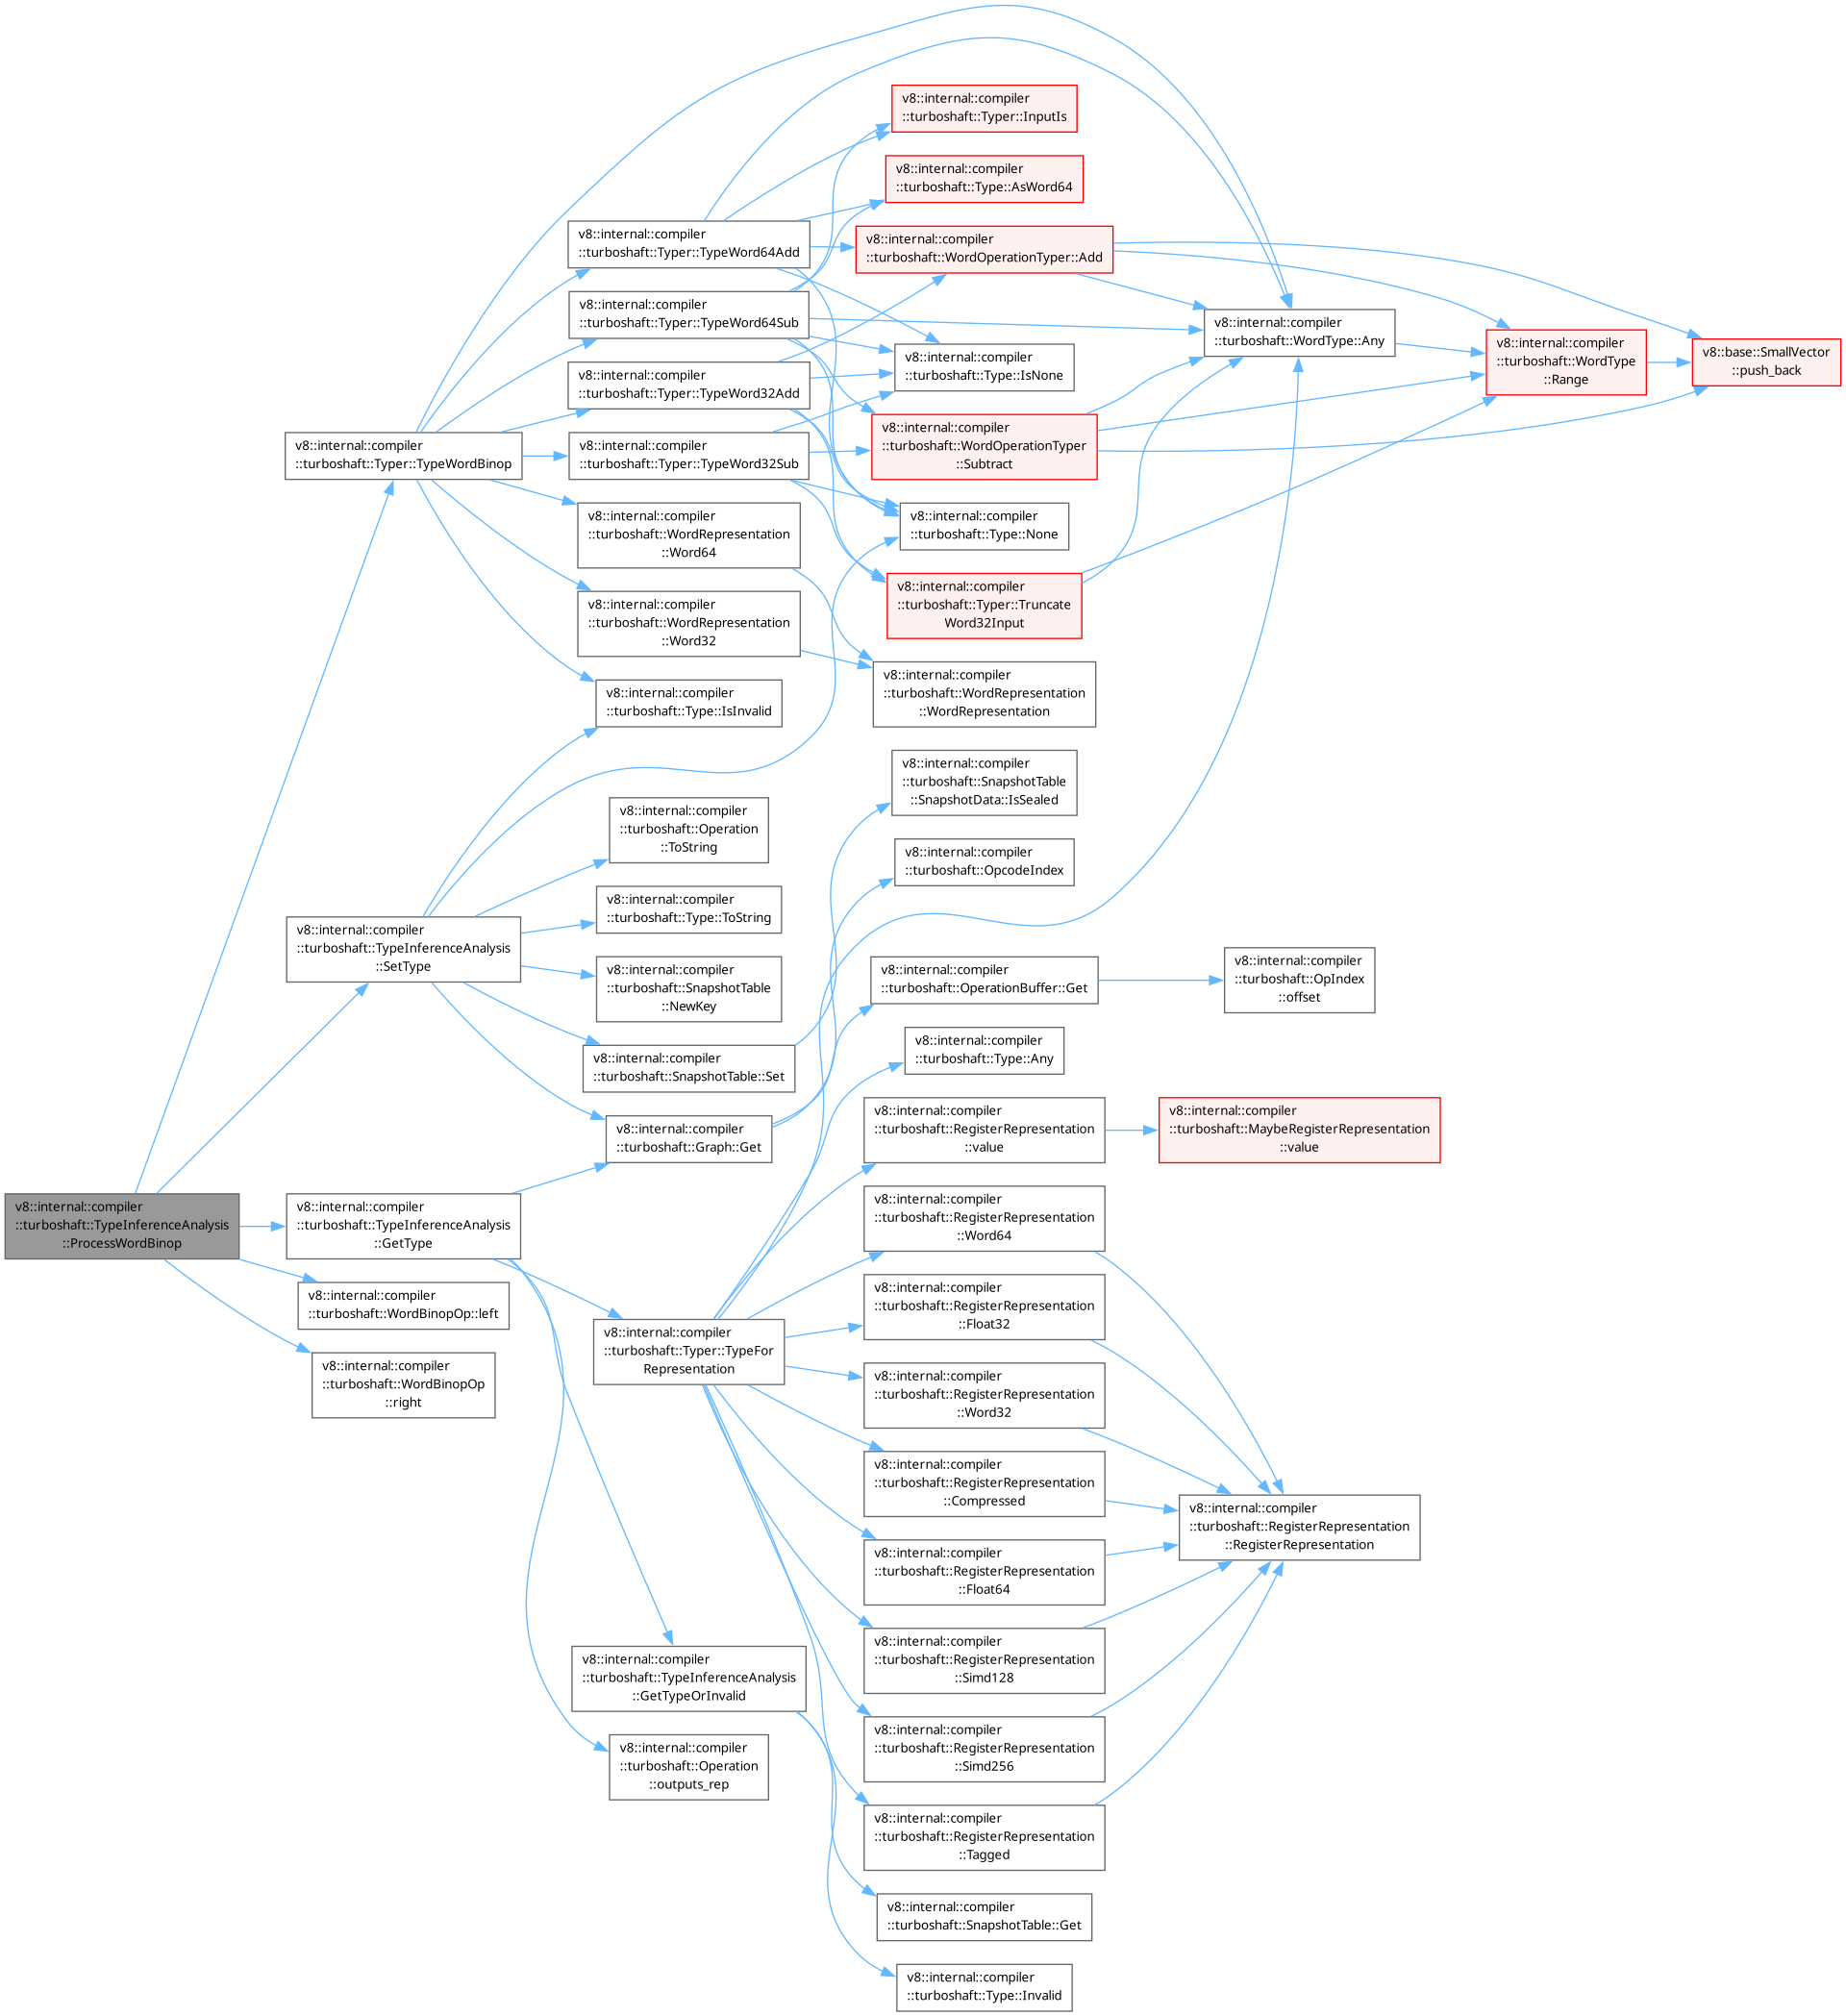 v8::internal::compiler
::turboshaft::TypeInferenceAnalysis
::ProcessWordBinop
v8::internal::compiler
::turboshaft::Typer::TypeWordBinop
v8::internal::compiler
::turboshaft::TypeInferenceAnalysis
::SetType
v8::internal::compiler
::turboshaft::TypeInferenceAnalysis
::GetType
v8::internal::compiler
::turboshaft::WordBinopOp::left
v8::internal::compiler
::turboshaft::WordBinopOp
::right
v8::internal::compiler
::turboshaft::Typer::TypeWord64Add
v8::internal::compiler
::turboshaft::Typer::TypeWord64Sub
v8::internal::compiler
::turboshaft::Typer::TypeWord32Add
v8::internal::compiler
::turboshaft::Typer::TypeWord32Sub
v8::internal::compiler
::turboshaft::WordRepresentation
::Word64
v8::internal::compiler
::turboshaft::WordRepresentation
::Word32
v8::internal::compiler
::turboshaft::Type::IsInvalid
v8::internal::compiler
::turboshaft::Operation
::ToString
v8::internal::compiler
::turboshaft::Type::ToString
v8::internal::compiler
::turboshaft::SnapshotTable
::NewKey
v8::internal::compiler
::turboshaft::SnapshotTable::Set
v8::internal::compiler
::turboshaft::Graph::Get
v8::internal::compiler
::turboshaft::Typer::TypeFor
Representation
v8::internal::compiler
::turboshaft::TypeInferenceAnalysis
::GetTypeOrInvalid
v8::internal::compiler
::turboshaft::Operation
::outputs_rep
v8::internal::compiler
::turboshaft::Typer::InputIs
v8::internal::compiler
::turboshaft::Type::AsWord64
v8::internal::compiler
::turboshaft::WordOperationTyper::Add
v8::internal::compiler
::turboshaft::Type::IsNone
v8::internal::compiler
::turboshaft::WordOperationTyper
::Subtract
v8::internal::compiler
::turboshaft::Type::None
v8::internal::compiler
::turboshaft::Typer::Truncate
Word32Input
v8::internal::compiler
::turboshaft::WordRepresentation
::WordRepresentation
v8::internal::compiler
::turboshaft::SnapshotTable
::SnapshotData::IsSealed
v8::internal::compiler
::turboshaft::OpcodeIndex
v8::internal::compiler
::turboshaft::OperationBuffer::Get
v8::internal::compiler
::turboshaft::Type::Any
v8::internal::compiler
::turboshaft::RegisterRepresentation
::value
v8::internal::compiler
::turboshaft::RegisterRepresentation
::Word64
v8::internal::compiler
::turboshaft::RegisterRepresentation
::Float32
v8::internal::compiler
::turboshaft::RegisterRepresentation
::Word32
v8::internal::compiler
::turboshaft::RegisterRepresentation
::Compressed
v8::internal::compiler
::turboshaft::RegisterRepresentation
::Float64
v8::internal::compiler
::turboshaft::RegisterRepresentation
::Simd128
v8::internal::compiler
::turboshaft::RegisterRepresentation
::Simd256
v8::internal::compiler
::turboshaft::RegisterRepresentation
::Tagged
v8::internal::compiler
::turboshaft::SnapshotTable::Get
v8::internal::compiler
::turboshaft::Type::Invalid
v8::internal::compiler
::turboshaft::WordType::Any
v8::internal::compiler
::turboshaft::OpIndex
::offset
v8::internal::compiler
::turboshaft::MaybeRegisterRepresentation
::value
v8::internal::compiler
::turboshaft::RegisterRepresentation
::RegisterRepresentation
v8::internal::compiler
::turboshaft::WordType
::Range
v8::base::SmallVector
::push_back